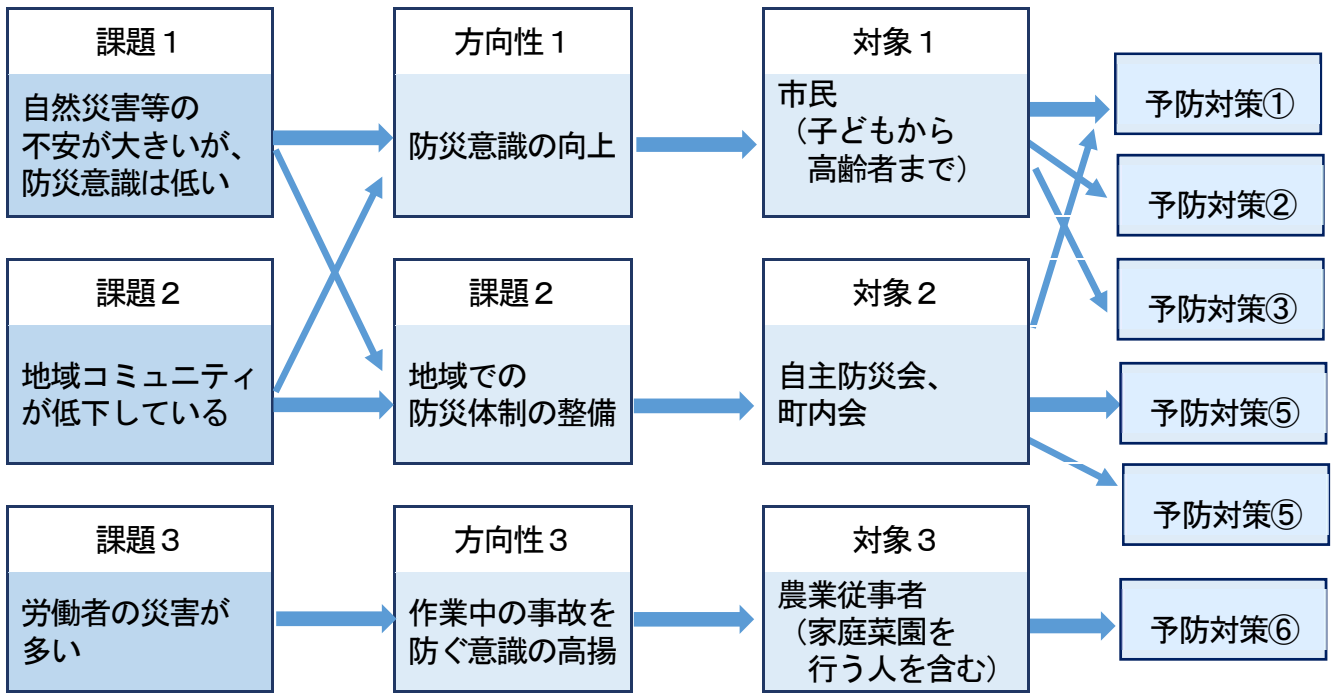 課題１
自然災害等の
不安が大きいが、
防災意識は低い
方向性１
防災意識の向上
対象１
市民
（子どもから
高齢者まで）
予防対策①
予防対策②
予防対策③
課題２
地域コミュニティ
が低下している
課題２
地域での
防災体制の整備
対象２
自主防災会、
町内会
予防対策⑤
予防対策⑤
課題３
労働者の災害が
多い
方向性３
作業中の事故を
防ぐ意識の高揚
対象３
農業従事者
（家庭菜園を
行う人を含む）
予防対策⑥